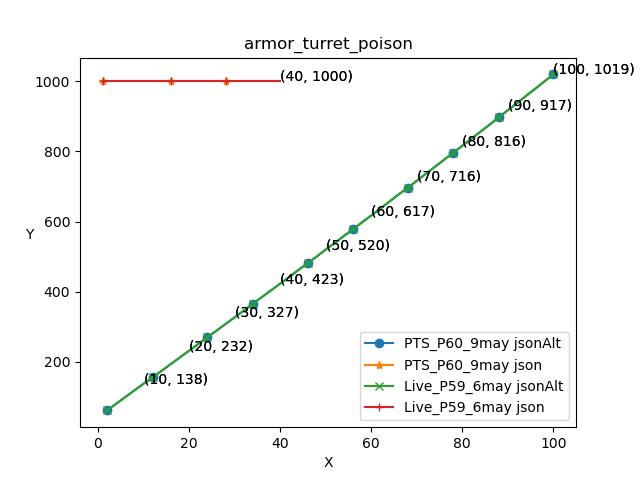 armor_turret_poison
1000
800
600
400
200
Y
(40, 1000)
(100, 1019)
(90, 917)
(80, 816)
(70, 716)
(60, 617)
(50, 520)
(40, 423)
(30, 327)
(20, 232)
(10, 138)
PTS_P60_9may jsonAlt
PTS_P60_9may json
Live_P59_6may jsonAlt
Live_P59_6may json
0 20 40 60 80 100
X